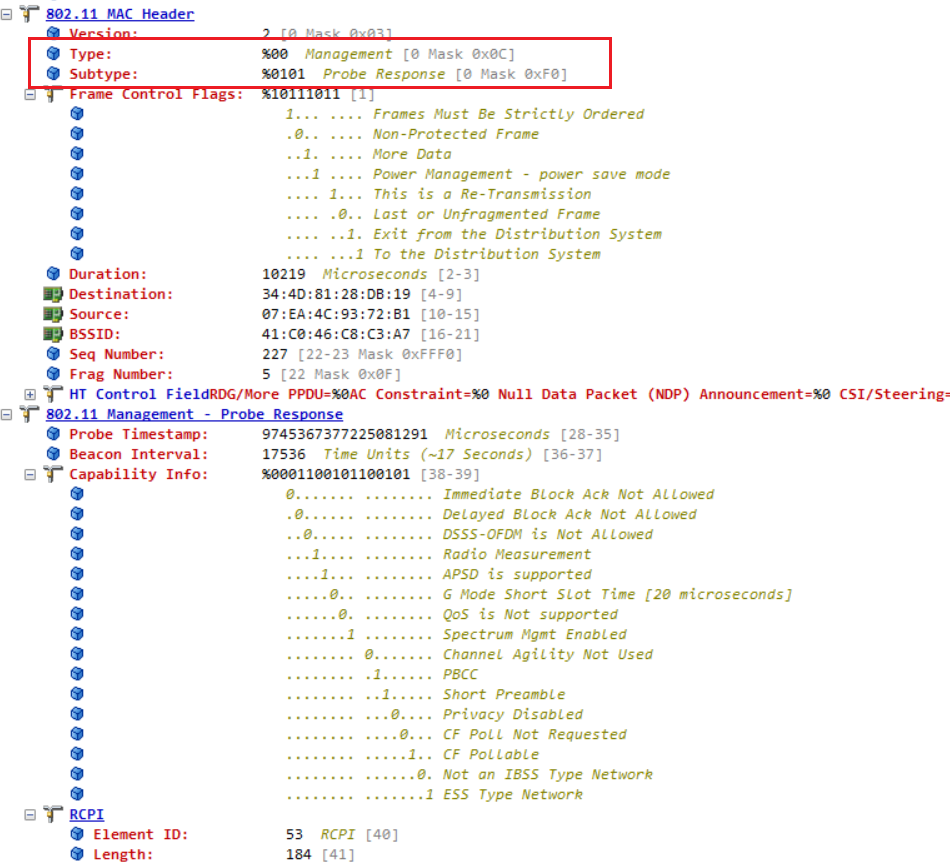 802.11 MAC Header
Version: 2 [0 Mask 0x03]
Type: %00 Management [0 Mask 0x0C]
Subtype: %0101 Probe Response [0 Mask 0xF0]
Frame Control Flags: %10111011 [1]
1... .... Frames Must Be Strictly Ordered
.0.. .... Non-Protected Frame
..1. .... More Data
...1 .... Power Management - power save mode
.... 1... This is a Re-Transmission
.... .0.. Last or Unfragmented Frame
.... ..1. Exit from the Distribution System
.... ...1 To the Distribution System
Duration: 10219 Microseconds [2-3]
Destination: 34:4D:81:28:DB:19 [4-9]
Source: 07:EA:4C:93:72:B1 [10-15]
BSSID: 41:C0:46:C8:C3:A7 [16-21]
Seq Number: 227 [22-23 Mask 0xFFF0]
Frag Number: 5 [22 Mask 0x0F]
HT Control FieldRDG/More PPDU=%0AC Constraint=%0 Null Data Packet (NDP) Announcement=%0 CSI/Steering=
802.11 Management - Probe Response
Probe Timestamp: 9745367377225081291 Microseconds [28-35]
Beacon Interval: 17536 Time Units (~17 Seconds) [36-37]
Capability Info: %0001100101100101 [38-39]
0....... ........ Immediate Block Ack Not Allowed
.0...... ........ Delayed Block Ack Not Allowed
..0..... ........ DSSS-OFDM is Not Allowed
...1.... ........ Radio Measurement
....1... ........ APSD is supported
.....0.. ........ G Mode Short Slot Time [20 microseconds]
......0. ........ QoS is Not supported
.......1 ........ Spectrum Mgmt Enabled
........ 0....... Channel Agility Not Used
........ .1...... PBCC
........ ..1..... Short Preamble
........ ...0.... Privacy Disabled
........ ....0... CF Poll Not Requested
........ .....1.. CF Pollable
........ ......0. Not an IBSS Type Network
........ .......1 ESS Type Network
RCPI
Element ID: 53 RCPI [40]
Length: 184 [41]